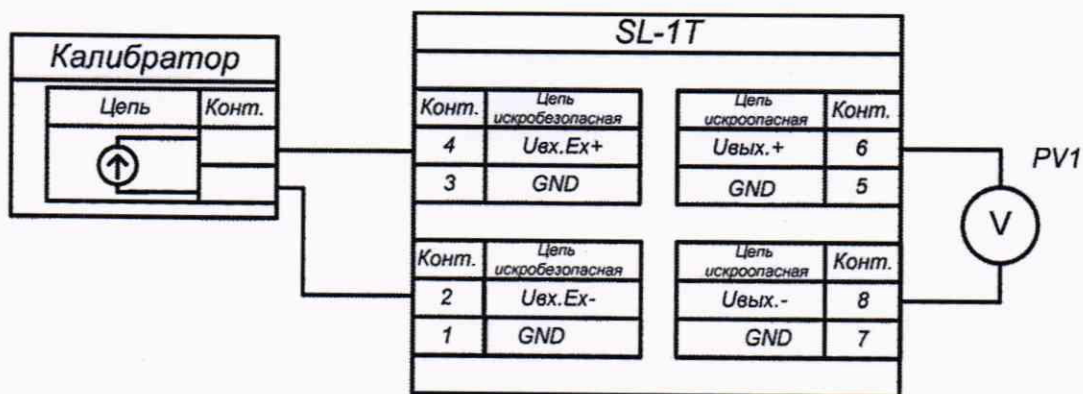 SL-1T
Калибратор
Цепь Конт.
Конт. Цепь искробезопасная
4 Uвх.Ex+
3 GND
Цепь искроопасная Конт.
Uвых.+ 6
GND 5
PV1
V
Конт. Цепь искробезопасная
2 Uвх.Ex-
1 GND
Цепь искроопасная Конт.
Uвых.- 8
GND 7